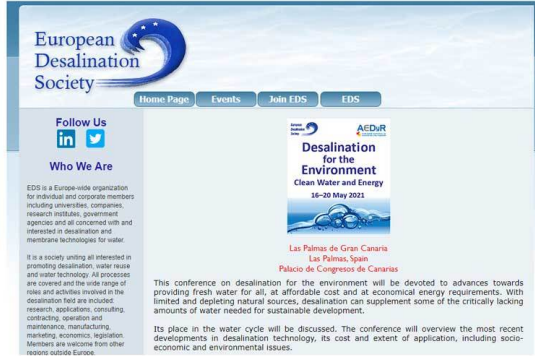 European
Desalination
Society
Home Page
Events
Join EDS
EDS
Follow Us
in
Who We Are
EDS is a Europe-wide organization
for individual and corporate members
including universities, companies,
research institutes, government
agencies and all concerned with and
interested in desalination and
membrane technologies for water.
It is a society uniting all interested in
promoting desalination, water reuse
and water technology. All processes
are covered and the wide range of
roles and activities involved in the
desalination field are included:
research, applications, consulting,
contracting, operation and
maintenance, manufacturing,
marketing, economics, legislation.
Members are welcome from other
regions outside Europe.
European
Desalination
Society
AEDyR
Desalination
for the
Environment
Clean Water and Energy
16–20 May 2021
Las Palmas de Gran Canaria
Las Palmas, Spain
Palacio de Congresos de Canarias
This conference on desalination for the environment will be devoted to advances towards
providing fresh water for all, at affordable cost and at economical energy requirements. With
limited and depleting natural sources, desalination can supplement some of the critically lacking
amounts of water needed for sustainable development.
Its place in the water cycle will be discussed. The conference will overview the most recent
developments in desalination technology, its cost and extent of application, including socio-
economic and environmental issues.